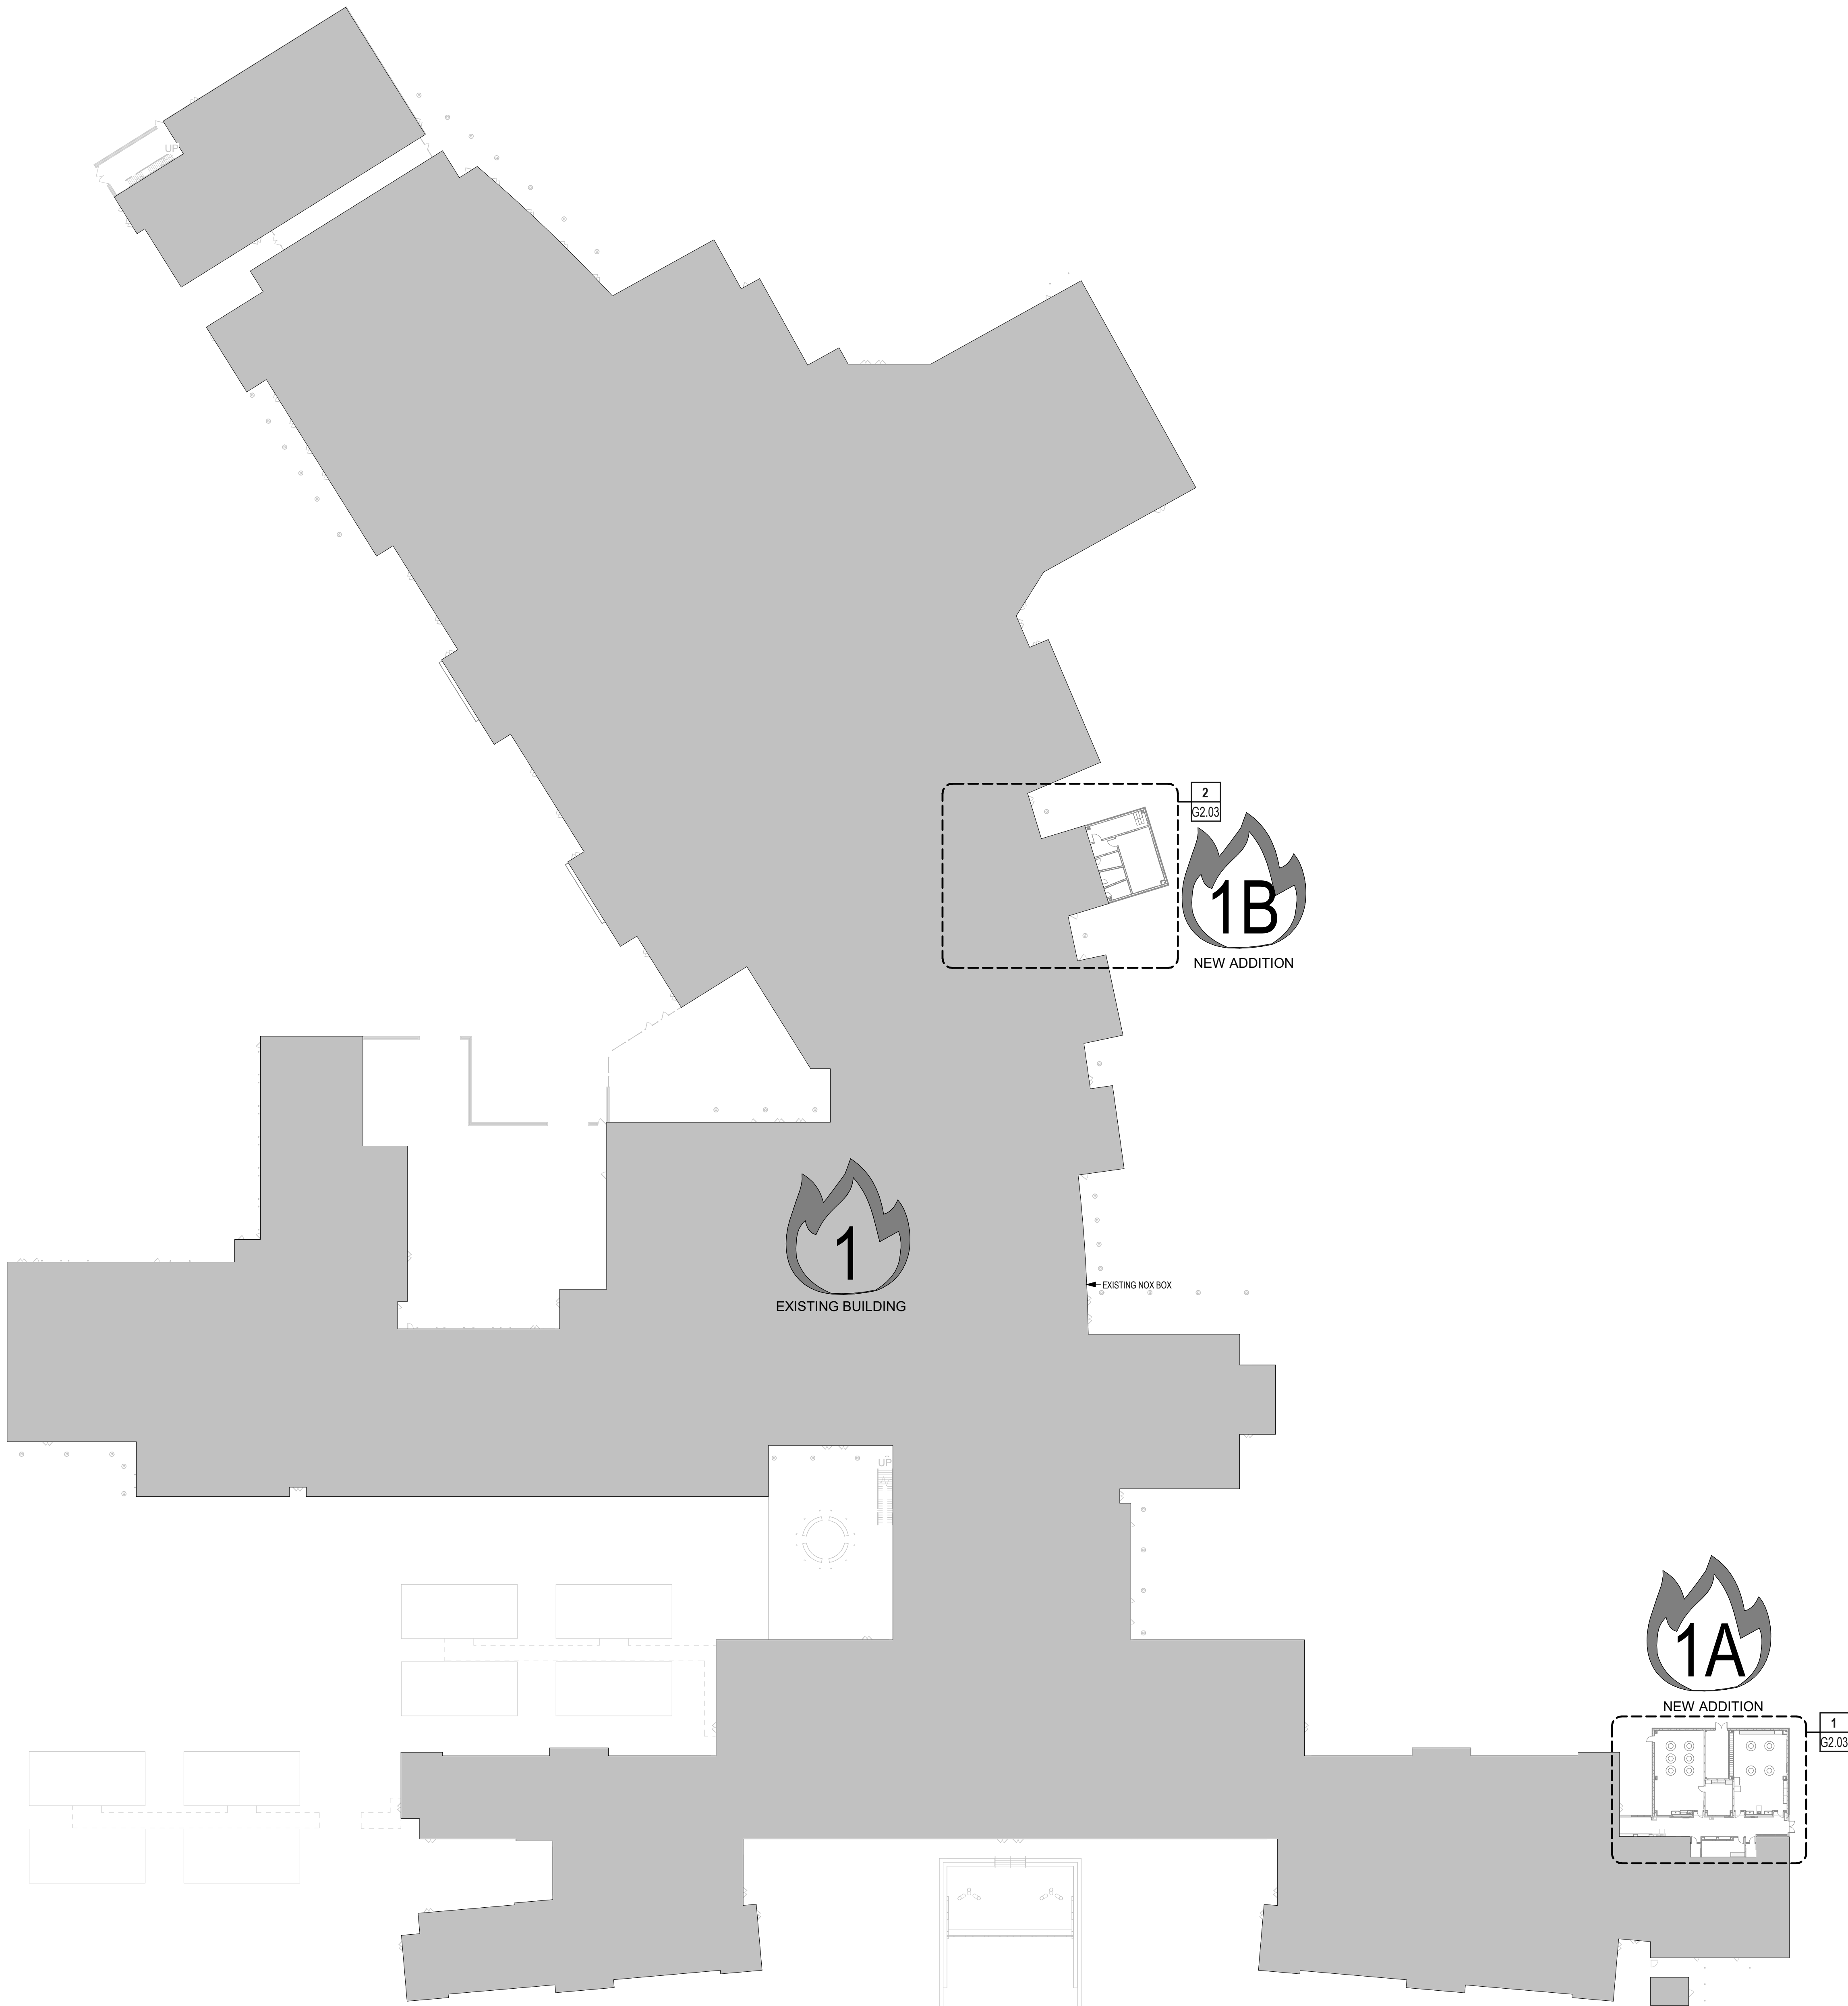 UP
2
G2.03
1B
NEW ADDITION
1
EXISTING BUILDING
EXISTING NOX BOX
UP
1A
NEW ADDITION
1
G2.03